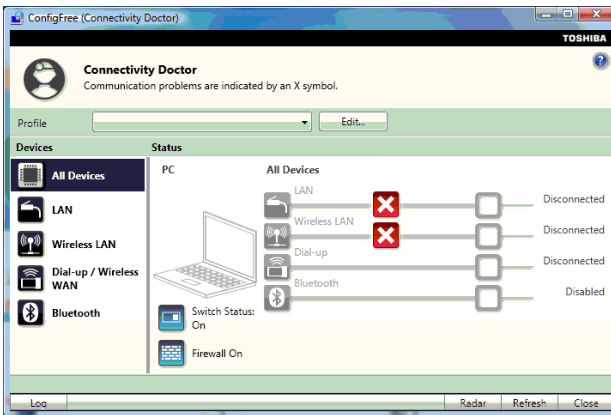 ConfigFree (Connectivity Doctor)
TOSHIBA
Connectivity Doctor
Communication problems are indicated by an X symbol.
Profile
Edit...
Devices
Status
All Devices
LAN
Wireless LAN
Dial-up / Wireless
WAN
Bluetooth
PC
Switch Status:
On
Firewall On
All Devices
LAN
Disconnected
Wireless LAN
Disconnected
Dial-up
Disconnected
Bluetooth
Disabled
Log
Radar
Refresh
Close